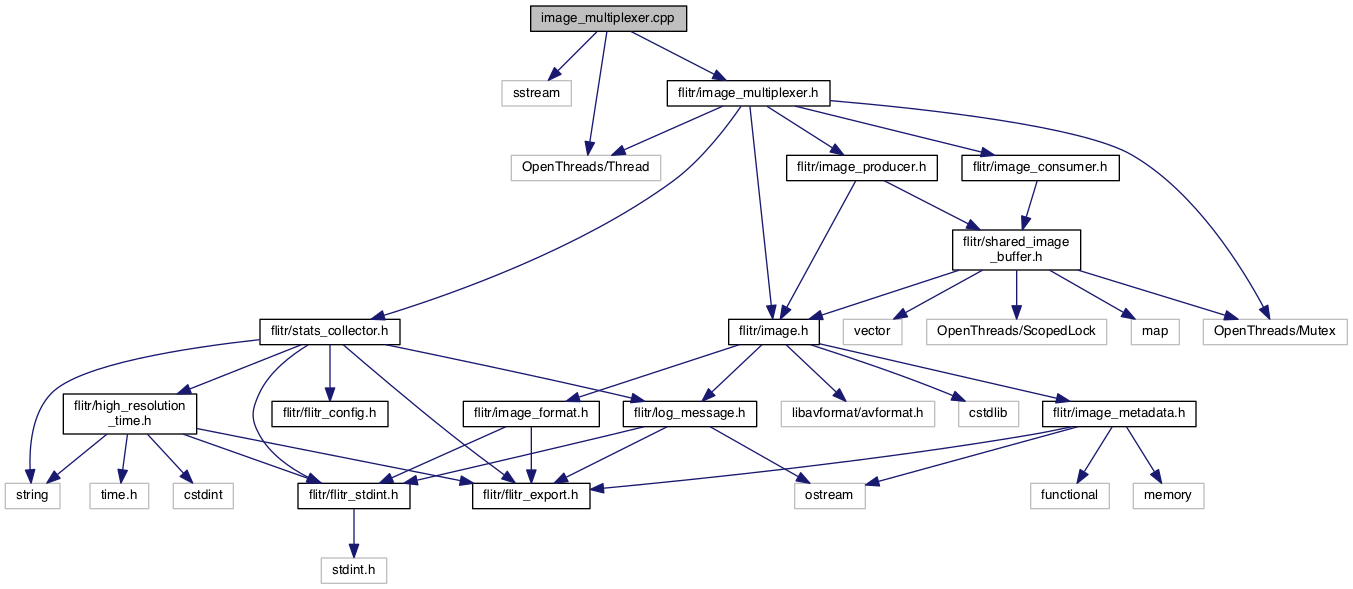 image_multiplexer.cpp
sstream
flitr/image_multiplexer.h
OpenThreads/Thread
flitr/image_producer.h
flitr/image_consumer.h
flitr/shared_image
_buffer.h
flitr/stats_collector.h
flitr/image.h
vector
OpenThreads/ScopedLock
map
OpenThreads/Mutex
flitr/high_resolution
_time.h
flitr/flitr_config.h
flitr/image_format.h
flitr/log_message.h
libavformat/avformat.h
cstdlib
flitr/image_metadata.h
string
time.h
cstdint
flitr/flitr_stdint.h
flitr/flitr_export.h
ostream
functional
memory
stdint.h